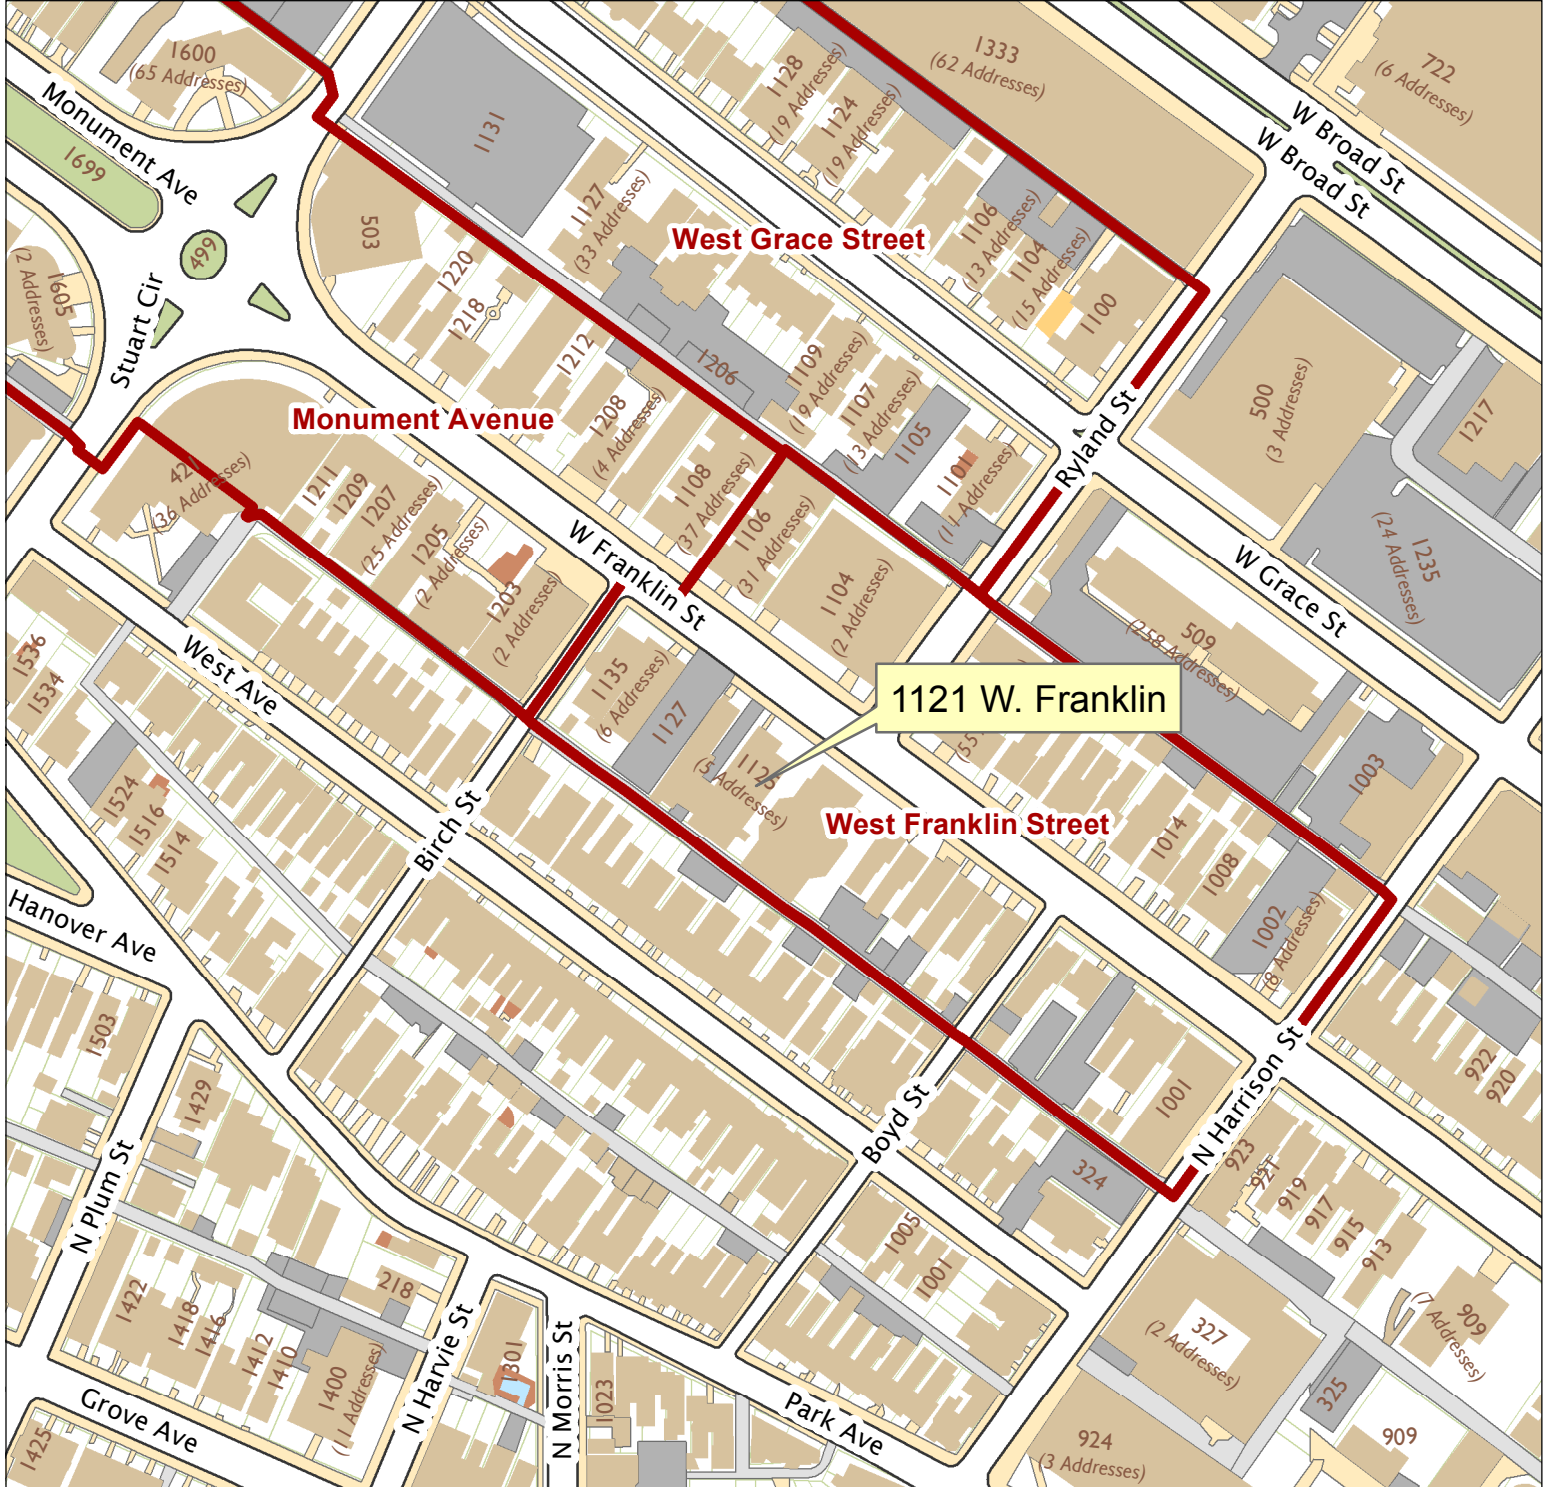 1600
(65 Addresses)
Monument Ave
1699
1131
1128
(19 Addresses)
1124
(19 Addresses)
1333
(62 Addresses)
722
(6 Addresses)
W Broad St
W Broad St
503
499
1605
(2 Addresses)
Stuart Cir
1127
(33 Addresses)
West Grace Street
1106
(13 Addresses)
1104
(15 Addresses)
1100
1220
1218
1212
1208
(4 Addresses)
1206
1109
(19 Addresses)
1107
(13 Addresses)
1105
1101
(11 Addresses)
Ryland St
500
(3 Addresses)
1217
Monument Avenue
421
(36 Addresses)
1211
1209
1207
(25 Addresses)
1205
(2 Addresses)
1203
(2 Addresses)
W Franklin St
1108
(37 Addresses)
1106
(31 Addresses)
1104
(2 Addresses)
W Grace St
1235
(24 Addresses)
509
(258 Addresses)
1121 W. Franklin
1536
1534
West Ave
1135
(6 Addresses)
1127
1125
(5 Addresses)
1003
West Franklin Street
1524
1516
1514
Birch St
1014
1008
1002
(8 Addresses)
Hanover Ave
1503
1429
N Plum St
Boyd St
1001
324
N Harrison St
922
920
923
921
919
917
915
913
909
(7 Addresses)
1005
1001
327
(2 Addresses)
325
1422
1418
1416
1412
1410
1400
(11 Addresses)
218
N Harvie St
1301
N Morris St
1023
Park Ave
Grove Ave
1425
924
(3 Addresses)
909